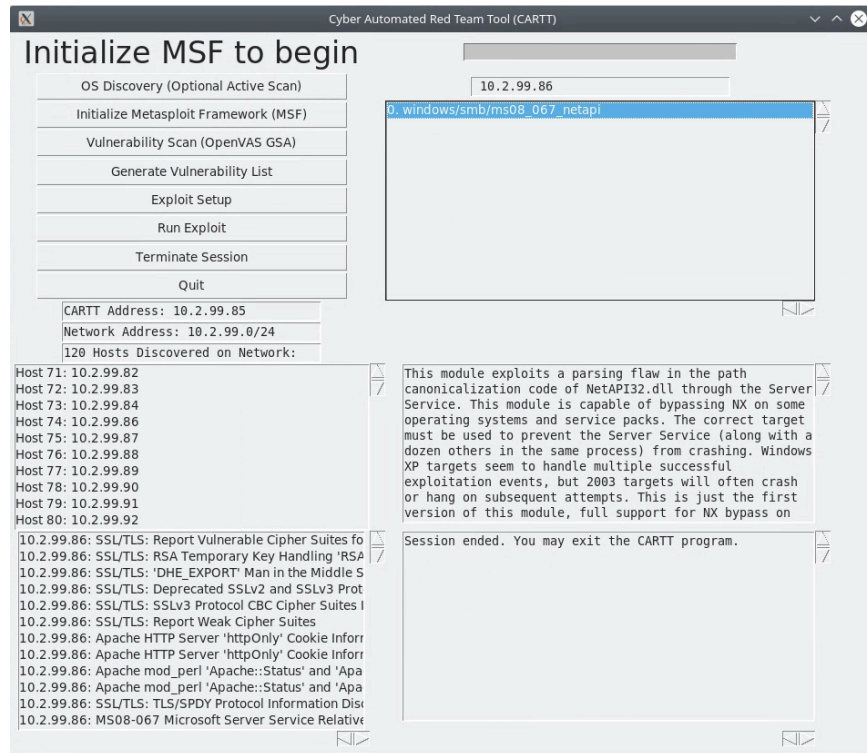 Cyber Automated Red Team Tool (CARTT)
Initialize MSF to begin
OS Discovery (Optional Active Scan)
Initialize Metasploit Framework (MSF)
Vulnerability Scan (OpenVAS GSA)
Generate Vulnerability List
Exploit Setup
Run Exploit
Terminate Session
Quit
CARTT Address: 10.2.99.85
Network Address: 10.2.99.0/24
120 Hosts Discovered on Network:
10.2.99.86
0. windows/smb/ms08_067_netapi
Host 71: 10.2.99.82
Host 72: 10.2.99.83
Host 73: 10.2.99.84
Host 74: 10.2.99.86
Host 75: 10.2.99.87
Host 76: 10.2.99.88
Host 77: 10.2.99.89
Host 78: 10.2.99.90
Host 79: 10.2.99.91
Host 80: 10.2.99.92
This module exploits a parsing flaw in the path
canonicalization code of NetAPI32.dll through the Server
Service. This module is capable of bypassing NX on some
operating systems and service packs. The correct target
must be used to prevent the Server Service (along with a
dozen others in the same process) from crashing. Windows
XP targets seem to handle multiple successful
exploitation events, but 2003 targets will often crash
or hang on subsequent attempts. This is just the first
version of this module, full support for NX bypass on
10.2.99.86: SSL/TLS: Report Vulnerable Cipher Suites fo
10.2.99.86: SSL/TLS: RSA Temporary Key Handling 'RSA
10.2.99.86: SSL/TLS: 'DHE_EXPORT' Man in the Middle S
10.2.99.86: SSL/TLS: Deprecated SSLv2 and SSLv3 Prot
10.2.99.86: SSL/TLS: SSLv3 Protocol CBC Cipher Suites I
10.2.99.86: SSL/TLS: Report Weak Cipher Suites
10.2.99.86: Apache HTTP Server 'httpOnly' Cookie Inforr
10.2.99.86: Apache HTTP Server 'httpOnly' Cookie Inforr
10.2.99.86: Apache mod_perl 'Apache::Status' and 'Apa
10.2.99.86: Apache mod_perl 'Apache::Status' and 'Apa
10.2.99.86: SSL/TLS: TLS/SPDY Protocol Information Disc
10.2.99.86: MS08-067 Microsoft Server Service Relative
Session ended. You may exit the CARTT program.